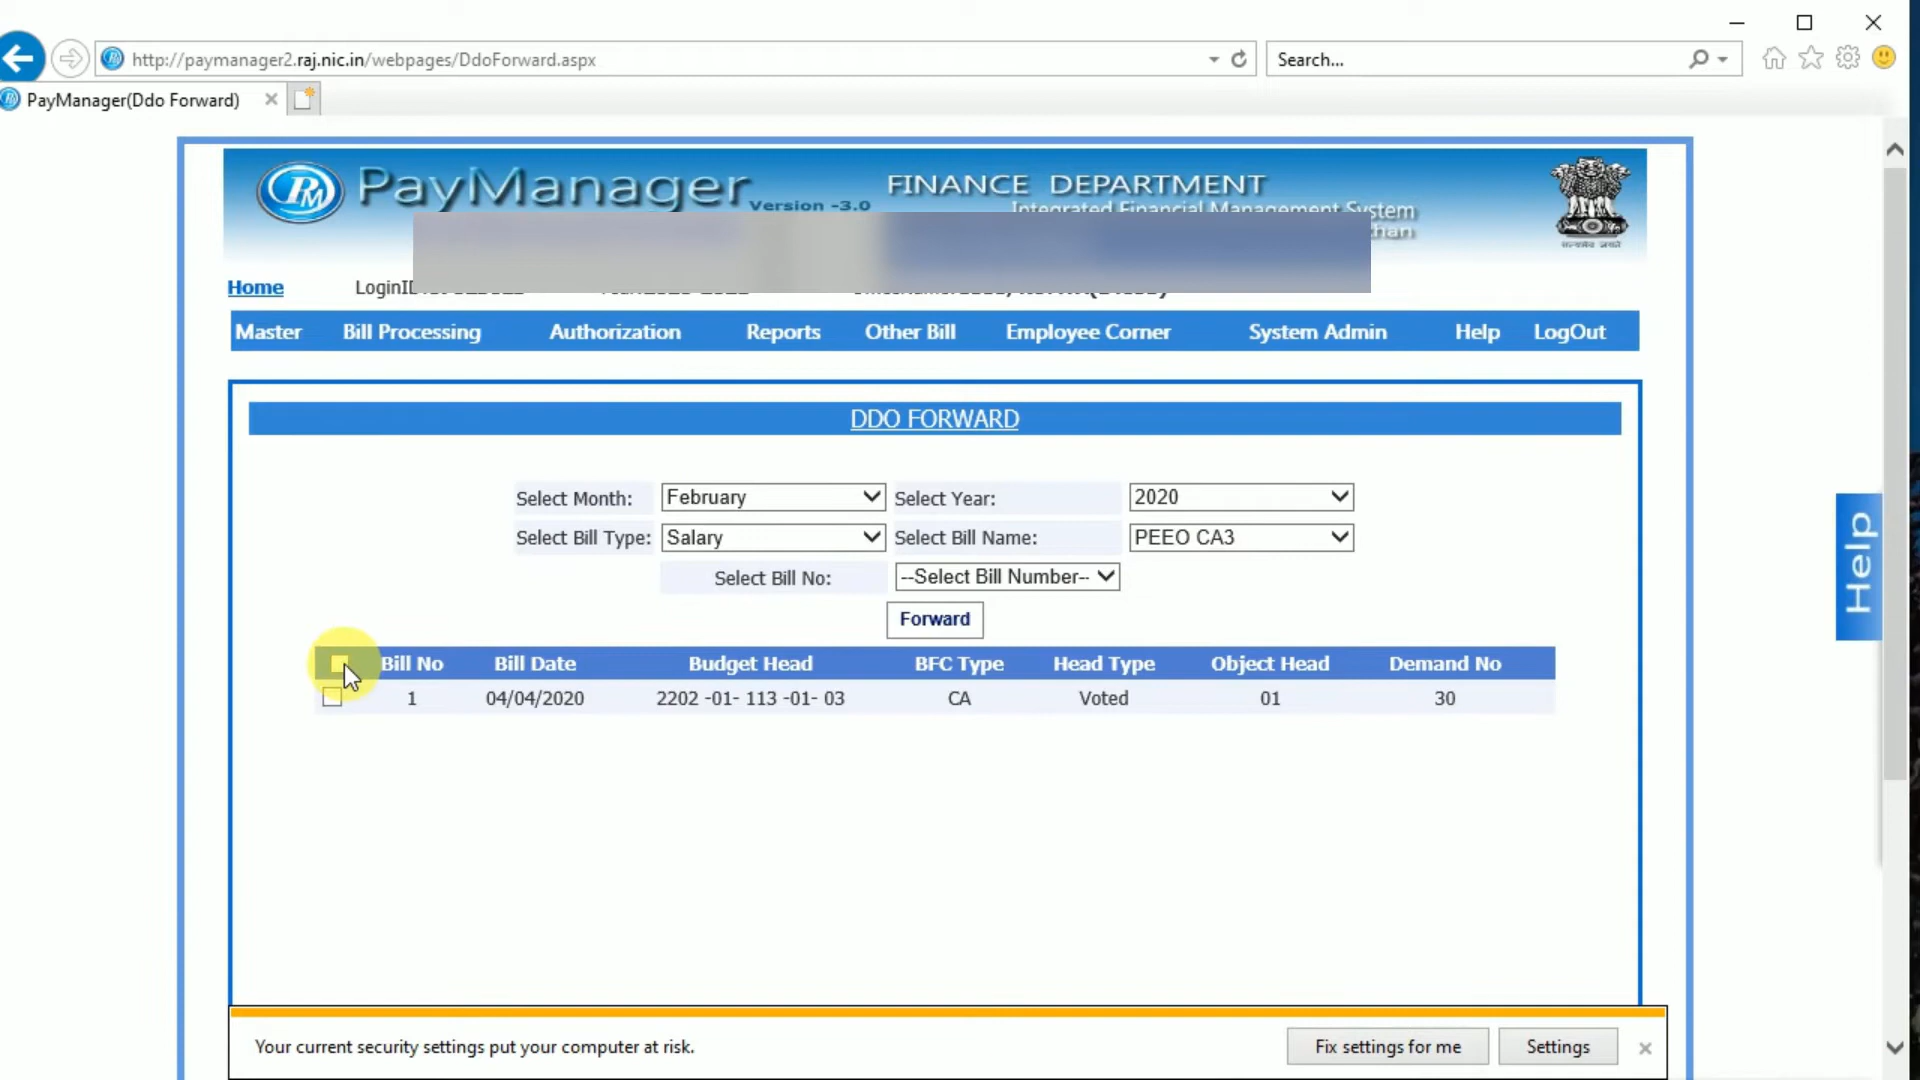 http://paymanager2.raj.nic.in/webpages/DdoForward.aspx
Search...
PayManager(Ddo Forward)
PM
PayManager Version -3.0
FINANCE DEPARTMENT
Integrated Financial Management System
Home
Master Bill Processing Authorization Reports Other Bill Employee Corner System Admin Help LogOut
DDO FORWARD
Select Month: February Select Year: 2020
Select Bill Type: Salary Select Bill Name: PEEO CA3
Select Bill No: --Select Bill Number--
Forward
Bill No Bill Date Budget Head BFC Type Head Type Object Head Demand No
1 04/04/2020 2202 -01- 113 -01- 03 CA Voted 01 30
Help
Your current security settings put your computer at risk.
Fix settings for me Settings